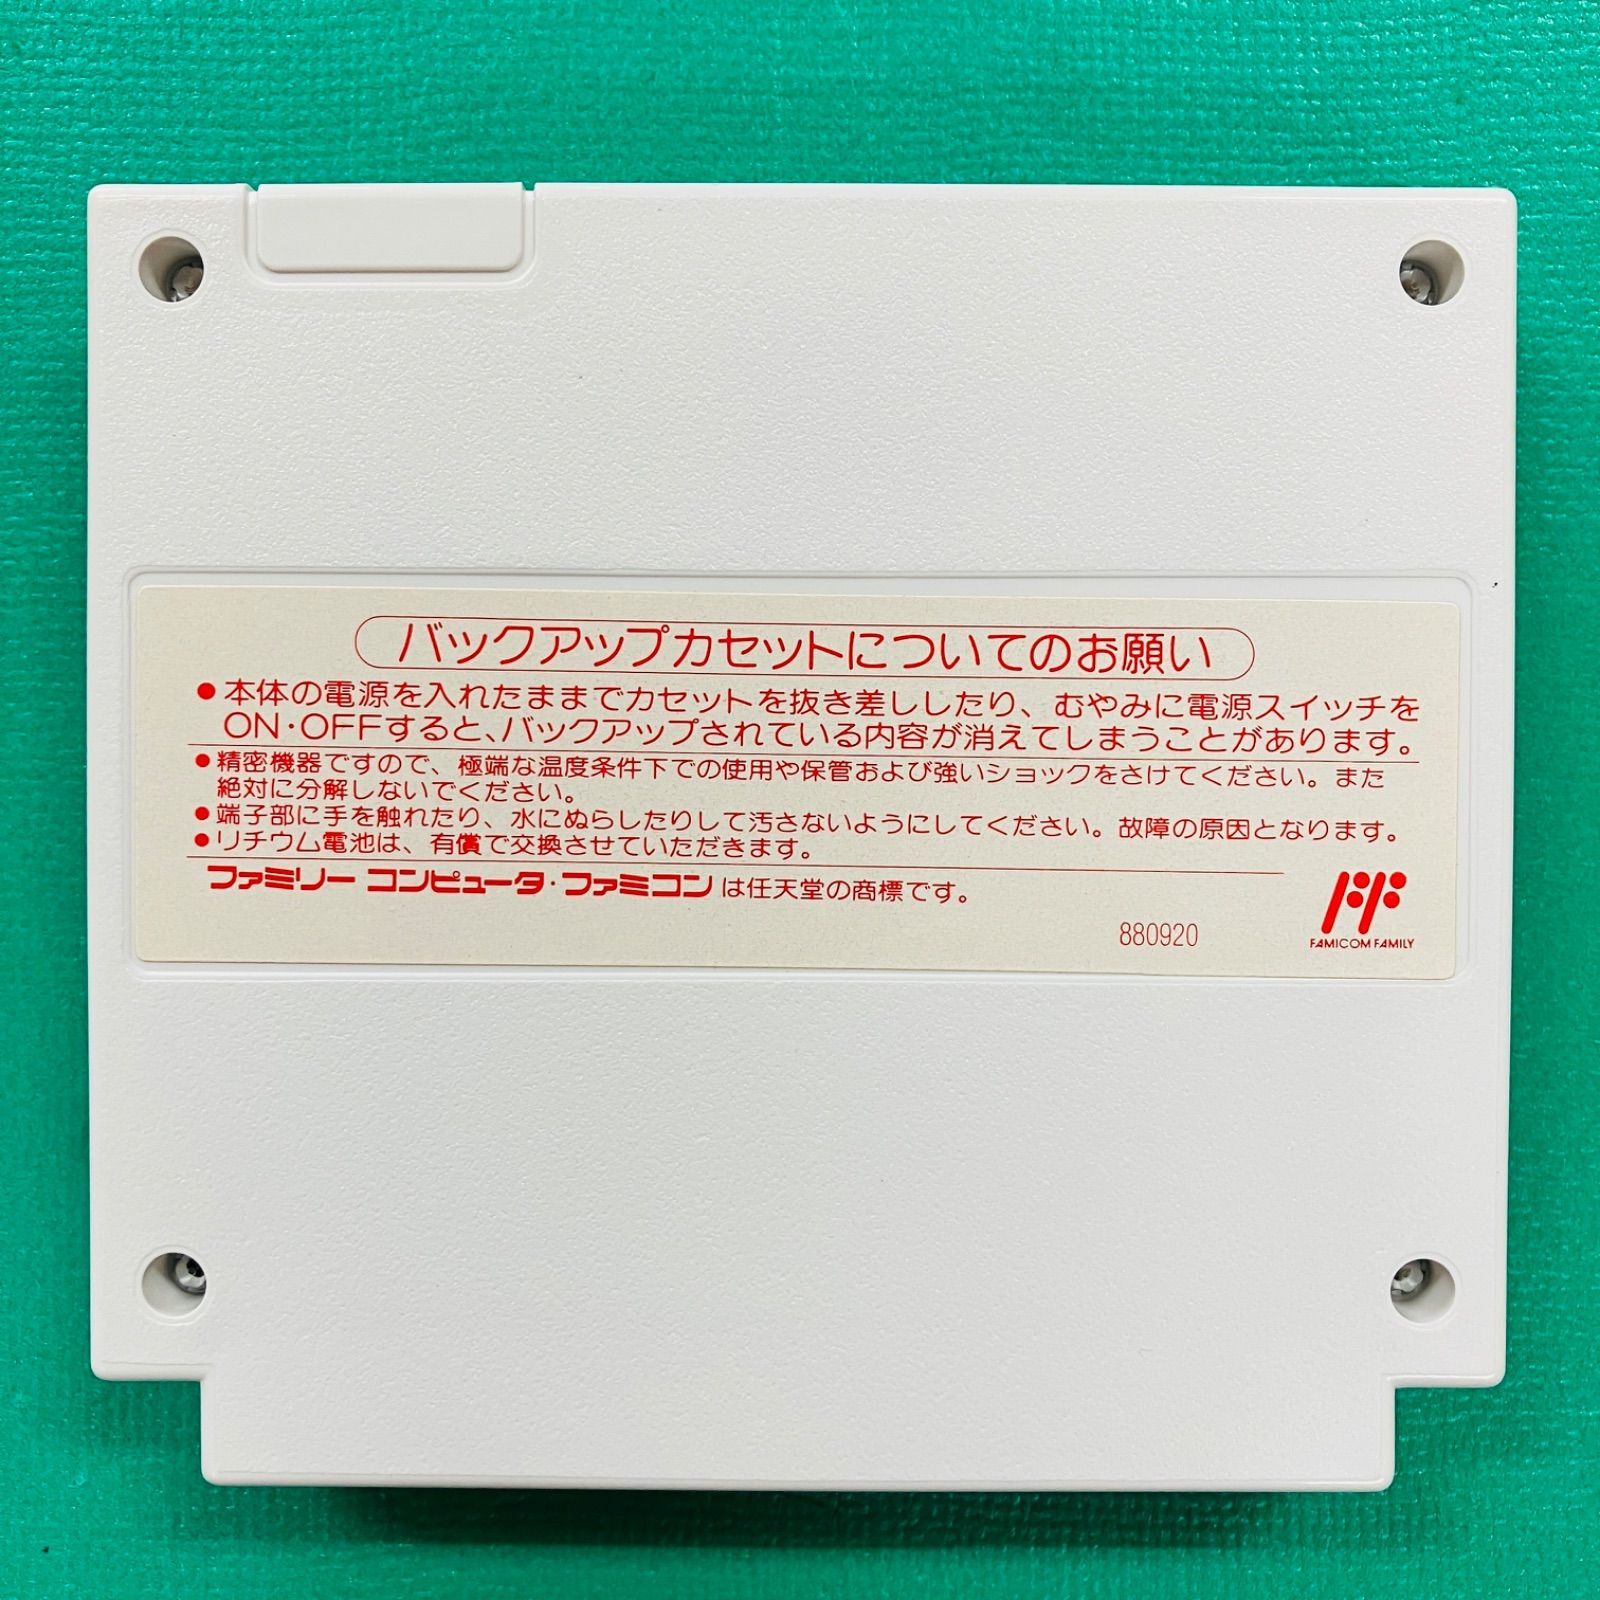 バックアップカセットについてのお願い
●本体の電源を入れたままでカセットを抜き差ししたり、むやみに電源スイッチを
ON・OFFすると、バックアップされている内容が消えてしまうことがあります。
●精密機器ですので、極端な温度条件下での使用や保管および強いショックをさけてください。また
絶対に分解しないでください。
●端子部に手を触れたり、水にぬらしたりして汚さないようにしてください。故障の原因となります。
●リチウム電池は、有償で交換させていただきます。
ファミリー コンピュータ・ファミコン は任天堂の商標です。
880920
FAMICOM FAMILY